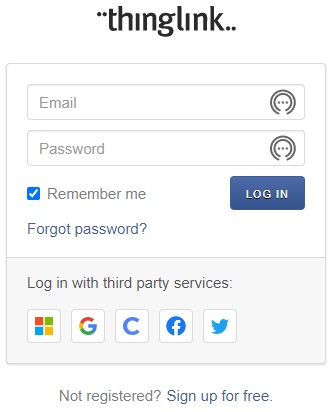 ¨thınglınk..
Email
Password
Remember me
LOG IN
Forgot password?
Log in with third party services:
Not registered? Sign up for free.